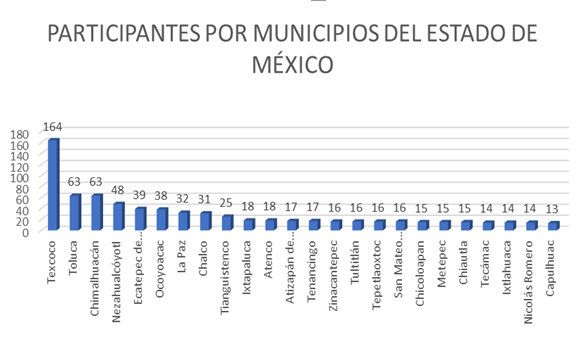 PARTICIPANTES POR MUNICIPIOS DEL ESTADO DE
MÉXICO
164
63
63
48
39
38
32
31
25
18
18
17
17
16
16
16
16
15
15
15
14
14
14
13
180
160
140
120
100
80
60
40
20
0
Texcoco
Toluca
Chimalhuacán
Nezahualcóyotl
Ecatepec de…
Ocoyoacac
La Paz
Chalco
Tianguistenco
Ixtapaluca
Atenco
Atizapán de…
Tenancingo
Zinacantepec
Tultitlán
Tepetlaoxtoc
San Mateo…
Chicoloapan
Metepec
Chiautla
Tecámac
Ixtlahuaca
Nicolás Romero
Capulhuac